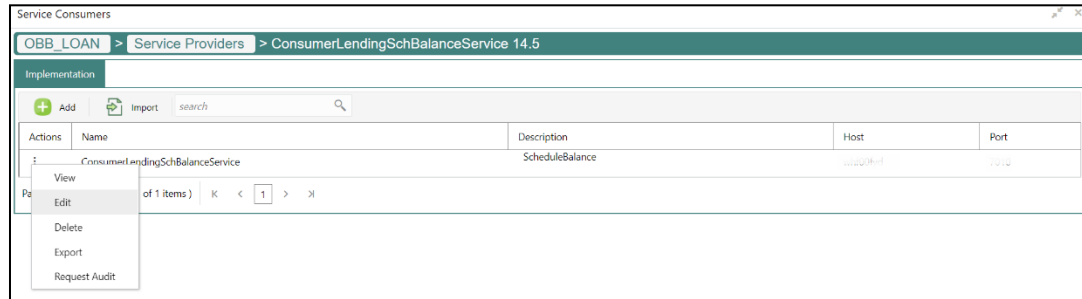 Service Consumers
OBB_LOAN > Service Providers > ConsumerLendingSchBalanceService 14.5
Implementation
Add Import search
Actions Name Description Host Port
ConsumerLendingSchBalanceService ScheduleBalance
View
Pa of 1 items ) K < 1 > >|
Edit
Delete
Export
Request Audit